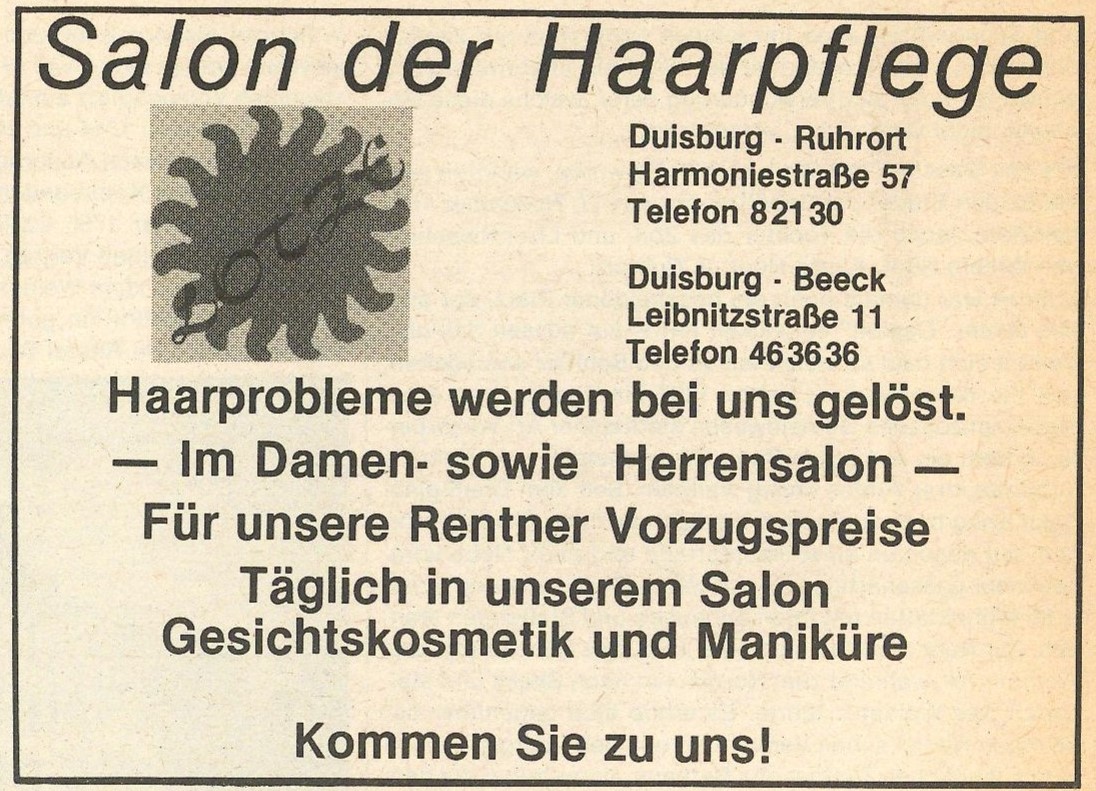 Salon der Haarpflege
Duisburg - Ruhrort
Harmoniestraße 57
Telefon 82130
Duisburg - Beeck
Leibnitzstraße 11
Telefon 463636
Haarprobleme werden bei uns gelöst.
— Im Damen- sowie Herrensalon —
Für unsere Rentner Vorzugspreise
Täglich in unserem Salon
Gesichtskosmetik und Maniküre
Kommen Sie zu uns!